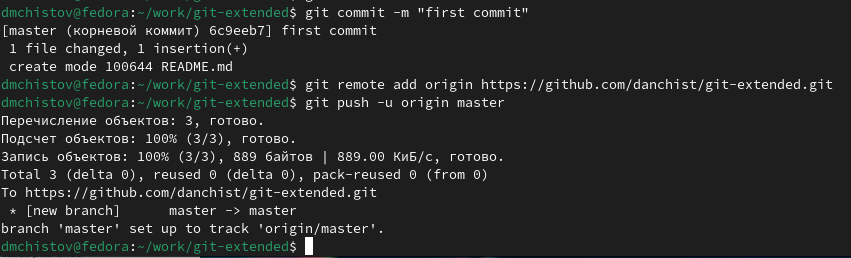 dmchistov@fedora:~/work/git-extended$ git commit -m "first commit"
[master (корневой коммит) 6c9eeb7] first commit
 1 file changed, 1 insertion(+)
 create mode 100644 README.md
dmchistov@fedora:~/work/git-extended$ git remote add origin https://github.com/danchist/git-extended.git
dmchistov@fedora:~/work/git-extended$ git push -u origin master
Перечисление объектов: 3, готово.
Подсчет объектов: 100% (3/3), готово.
Запись объектов: 100% (3/3), 889 байтов | 889.00 КиБ/с, готово.
Total 3 (delta 0), reused 0 (delta 0), pack-reused 0 (from 0)
To https://github.com/danchist/git-extended.git
 * [new branch]      master -> master
branch 'master' set up to track 'origin/master'.
dmchistov@fedora:~/work/git-extended$